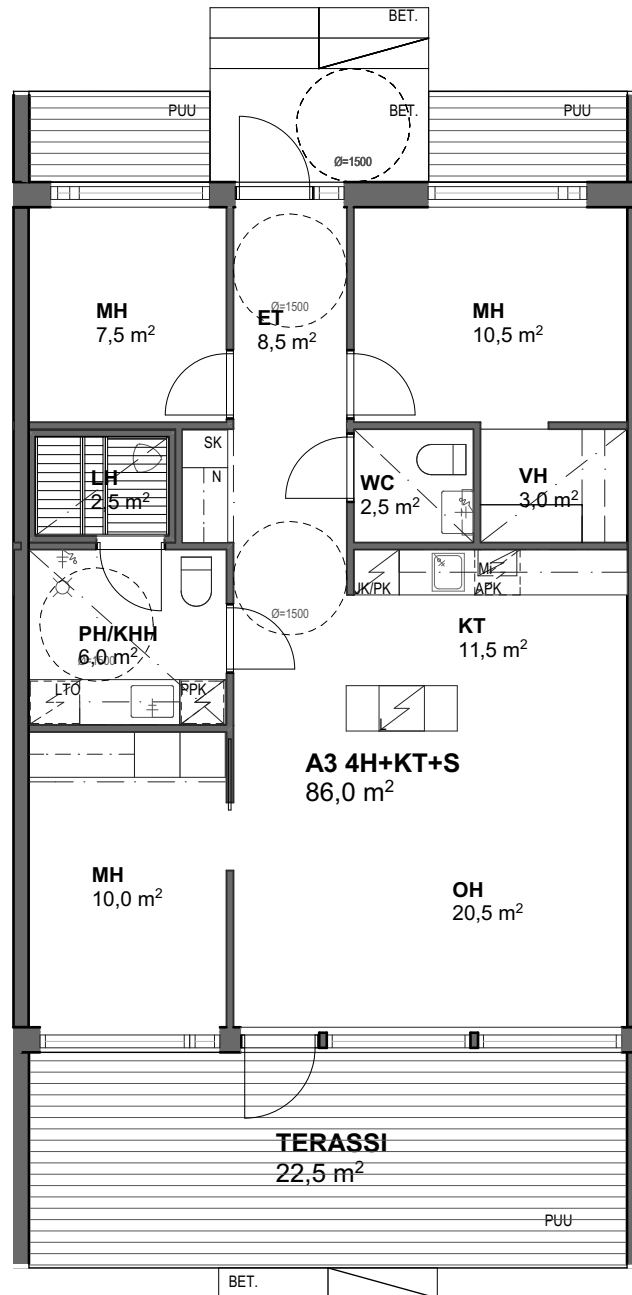 BET.
PUU
BET.
PUU
Ø=1500
MH
7,5 m²
Ø=1500
ET
8,5 m²
MH
10,5 m²
SK
N
LH
2,5 m²
WC
2,5 m²
VH
3,0 m²
JK/PK
APK
Ø=1500
PH/KHH
6,0 m²
Ø=1500
KT
11,5 m²
LTO
PPK
A3 4H+KT+S
86,0 m²
MH
10,0 m²
OH
20,5 m²
TERASSI
22,5 m²
PUU
BET.